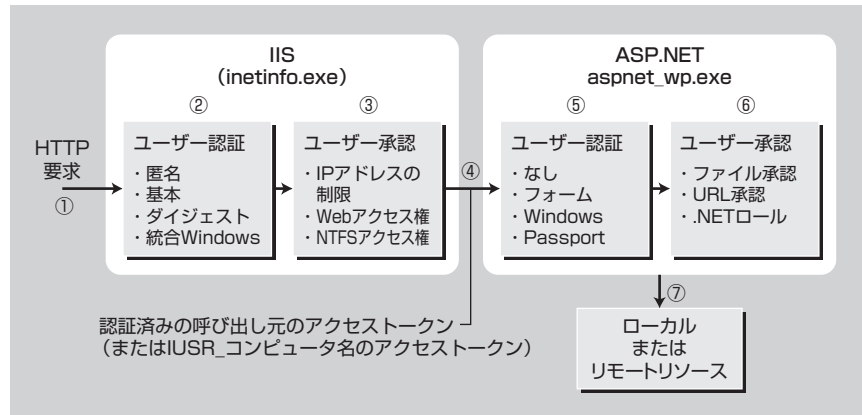 IIS
(inetinfo.exe)
ASP.NET
aspnet_wp.exe
HTTP
要求
①
②
ユーザー認証
・匿名
・基本
・ダイジェスト
・統合Windows
③
ユーザー承認
・IPアドレスの
制限
・Webアクセス権
・NTFSアクセス権
④
⑤
ユーザー認証
・なし
・フォーム
・Windows
・Passport
⑥
ユーザー承認
・ファイル承認
・URL承認
・.NETロール
⑦
認証済みの呼び出し元のアクセストークン
（またはIUSR_コンピュータ名のアクセストークン）
ローカル
または
リモートリソース